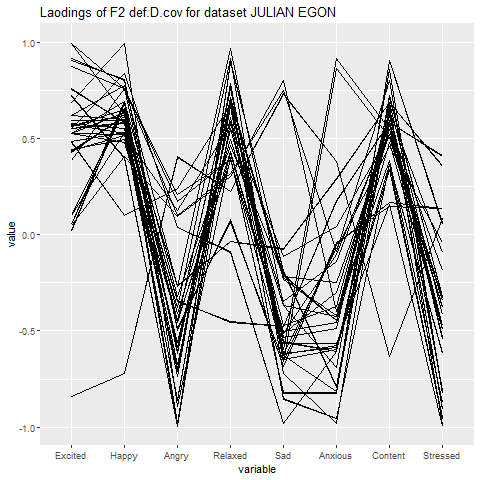 Laodings of F2 def.D.cov for dataset JULIAN EGON
1.0
0.5
0.0
-0.5
-1.0
value
Excited Happy Angry Relaxed Sad Anxious Content Stressed
variable